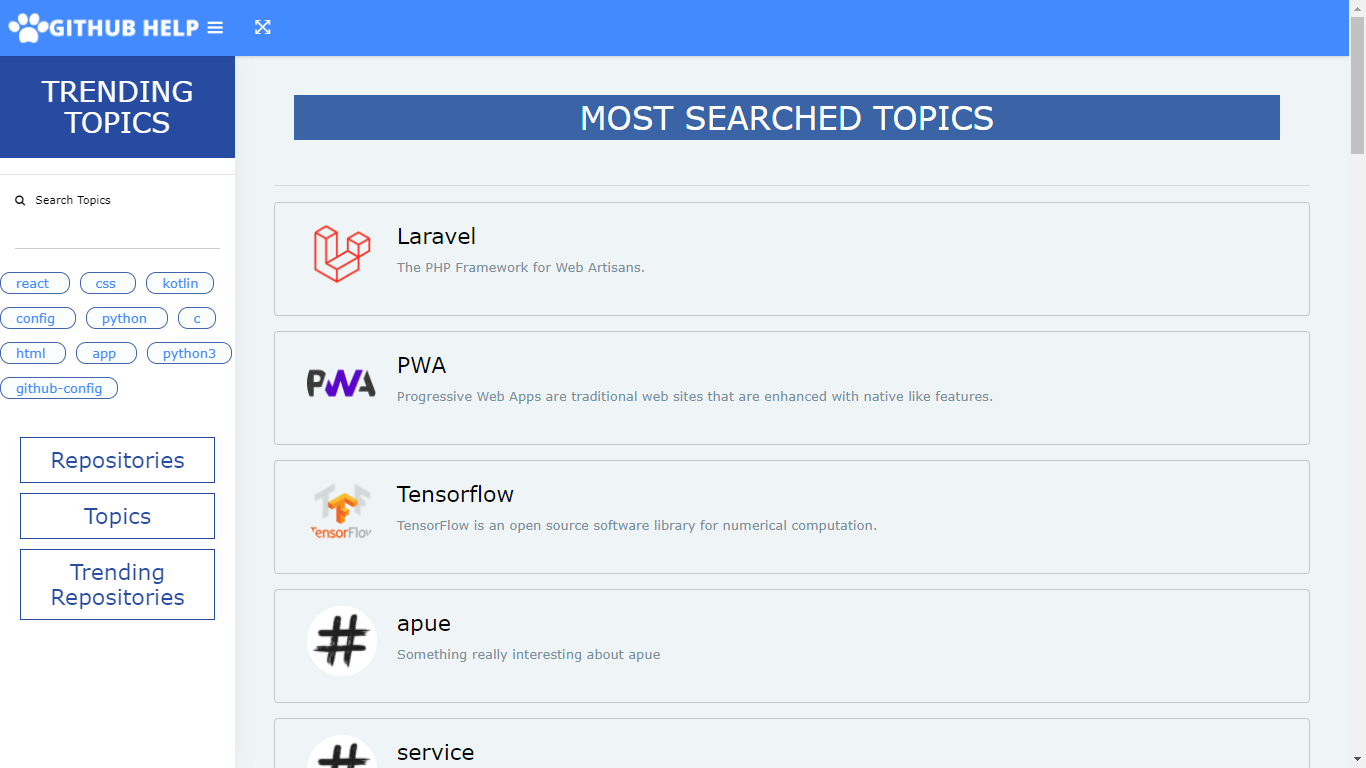 GITHUB HELP
TRENDING
TOPICS
Search Topics
react css kotlin
config python c
html app python3
github-config
Repositories
Topics
Trending
Repositories
MOST SEARCHED TOPICS
Laravel
The PHP Framework for Web Artisans.
PWA
PWA
Progressive Web Apps are traditional web sites that are enhanced with native like features.
TensorFlow
Tensorflow
TensorFlow is an open source software library for numerical computation.
#
apue
Something really interesting about apue
#
service